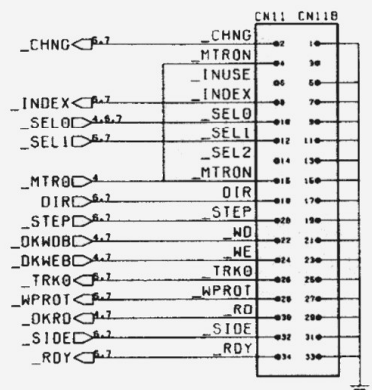 CN11 CN11B
_CHNG 6,7 _CHNG 2 1
_MTRON 4 3
_INUSE 6 5
_INDEX 6,7 _INDEX 8 7
_SEL0 4,6,7 _SEL0 10 9
_SEL1 6,7 _SEL1 12 11
_SEL2 14 13
_MTR0 4 _MTRON 16 15
DIR 6,7 DIR 18 17
_STEP 6,7 _STEP 20 19
_DKWDB 4,7 _WD 22 21
_DKWEB 4,7 _WE 24 23
_TRK0 6,7 _TRK0 26 25
_WPROT 6,7 _WPROT 28 27
_DKRD 4,7 _RD 30 29
_SIDE 6,7 _SIDE 32 31
_RDY 6,7 _RDY 34 33